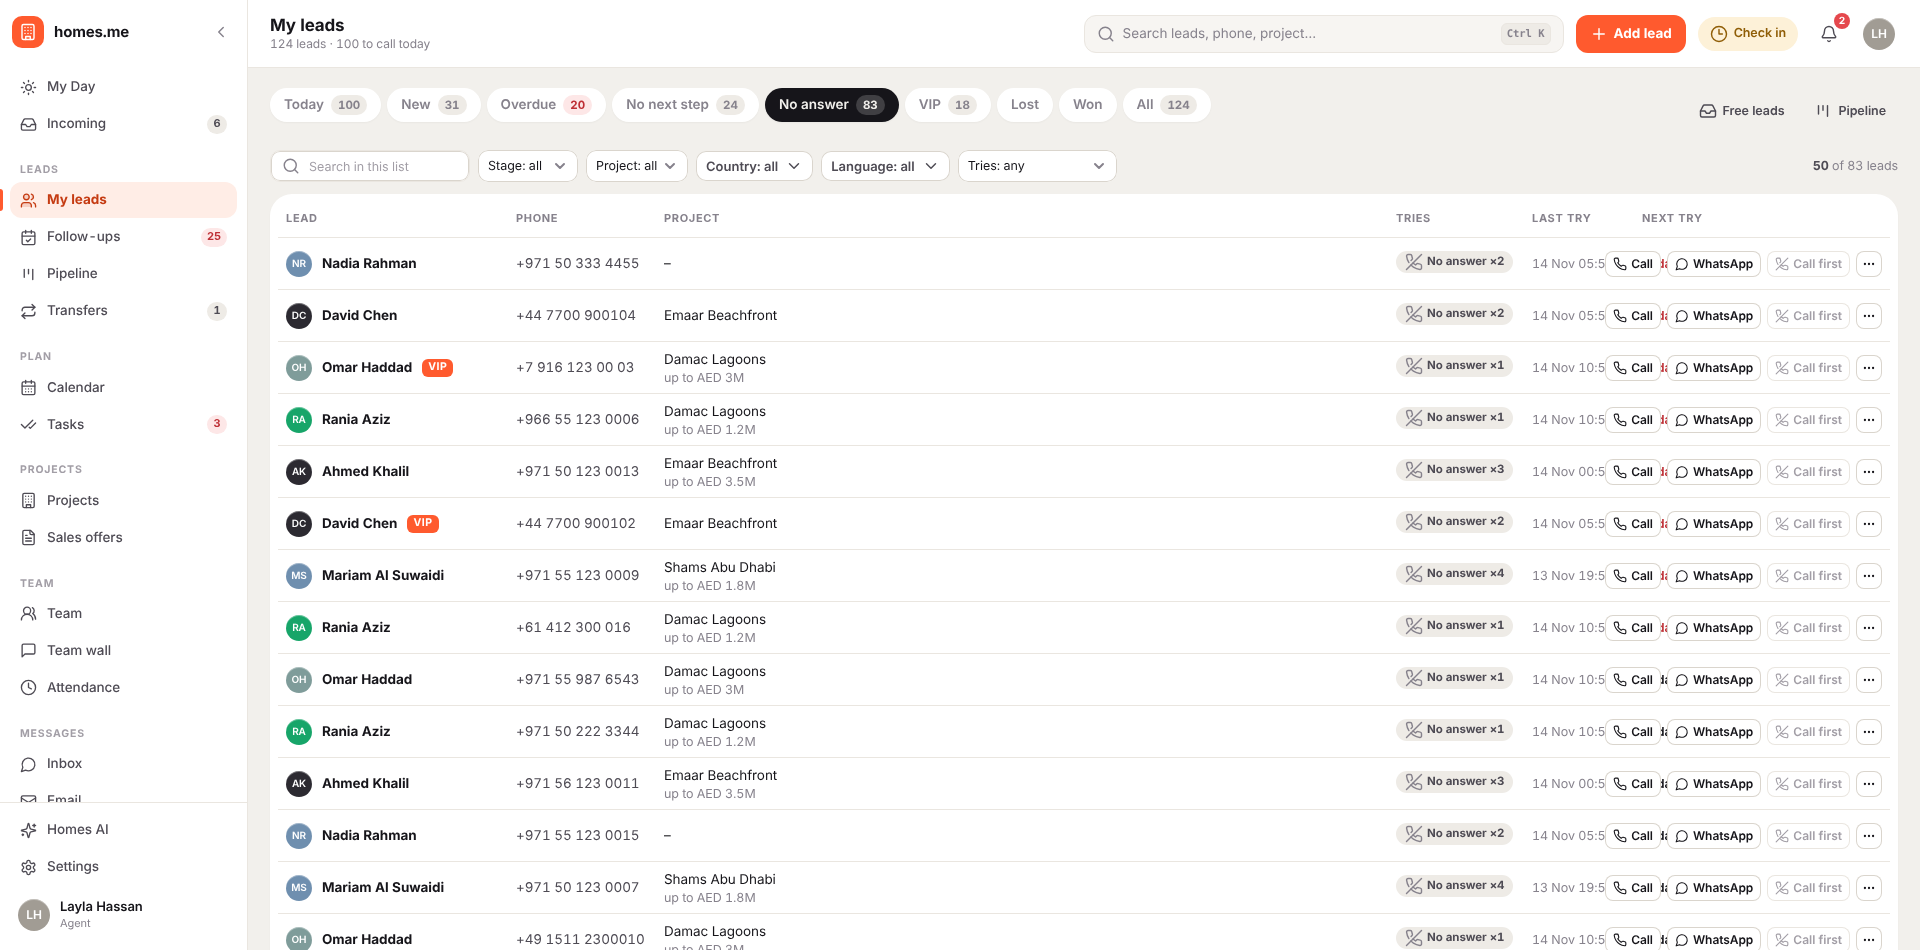 homes.me
My Day
Incoming 6
LEADS
My leads
Follow-ups 25
Pipeline
Transfers 1
PLAN
Calendar
Tasks 3
PROJECTS
Projects
Sales offers
TEAM
Team
Team wall
Attendance
MESSAGES
Inbox
Email
Homes AI
Settings
LH Layla Hassan
Agent
My leads
124 leads · 100 to call today
Search leads, phone, project... Ctrl K
Add lead
Check in
2
LH
Today 100 New 31 Overdue 20 No next step 24 No answer 83 VIP 18 Lost Won All 124
Free leads Pipeline
Search in this list Stage: all Project: all Country: all Language: all Tries: any
50 of 83 leads
LEAD PHONE PROJECT TRIES LAST TRY NEXT TRY
NR Nadia Rahman +971 50 333 4455 – No answer ×2 14 Nov 05:5 Call WhatsApp Call first ...
DC David Chen +44 7700 900104 Emaar Beachfront No answer ×2 14 Nov 05:5 Call WhatsApp Call first ...
OH Omar Haddad VIP +7 916 123 00 03 Damac Lagoons No answer ×1 14 Nov 10:5 Call WhatsApp Call first ...
up to AED 3M
RA Rania Aziz +966 55 123 0006 Damac Lagoons No answer ×1 14 Nov 10:5 Call WhatsApp Call first ...
up to AED 1.2M
AK Ahmed Khalil +971 50 123 0013 Emaar Beachfront No answer ×3 14 Nov 00:5 Call WhatsApp Call first ...
up to AED 3.5M
DC David Chen VIP +44 7700 900102 Emaar Beachfront No answer ×2 14 Nov 05:5 Call WhatsApp Call first ...
MS Mariam Al Suwaidi +971 55 123 0009 Shams Abu Dhabi No answer ×4 13 Nov 19:5 Call WhatsApp Call first ...
up to AED 1.8M
RA Rania Aziz +61 412 300 016 Damac Lagoons No answer ×1 14 Nov 10:5 Call WhatsApp Call first ...
up to AED 1.2M
OH Omar Haddad +971 55 987 6543 Damac Lagoons No answer ×1 14 Nov 10:5 Call WhatsApp Call first ...
up to AED 3M
RA Rania Aziz +971 50 222 3344 Damac Lagoons No answer ×1 14 Nov 10:5 Call WhatsApp Call first ...
up to AED 1.2M
AK Ahmed Khalil +971 56 123 0011 Emaar Beachfront No answer ×3 14 Nov 00:5 Call WhatsApp Call first ...
up to AED 3.5M
NR Nadia Rahman +971 55 123 0015 – No answer ×2 14 Nov 05:5 Call WhatsApp Call first ...
MS Mariam Al Suwaidi +971 50 123 0007 Shams Abu Dhabi No answer ×4 13 Nov 19:5 Call WhatsApp Call first ...
up to AED 1.8M
OH Omar Haddad +49 1511 2300010 Damac Lagoons No answer ×1 14 Nov 10:5 Call WhatsApp Call first ...
up to AED 3M